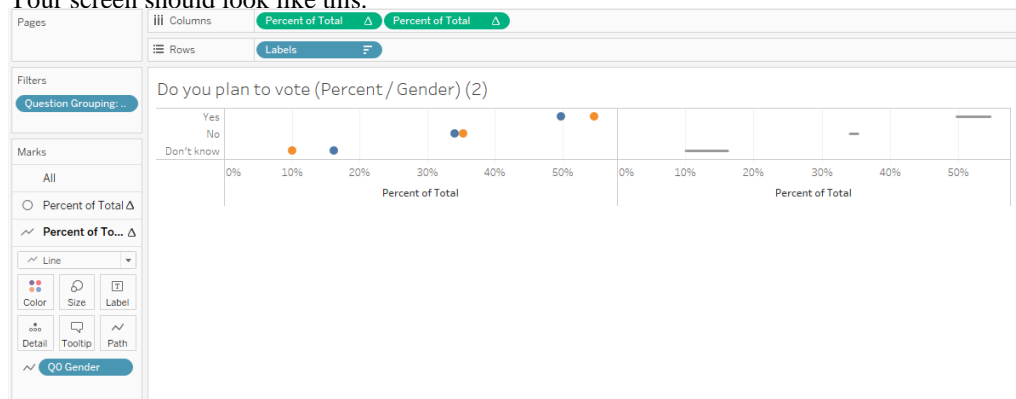 Your screen should look like this.
Pages
Columns
Percent of Total Δ
Percent of Total Δ
Rows
Labels
Filters
Question Grouping: ..
Marks
All
Percent of Total Δ
Percent of To... Δ
Line
Color Size Label
Detail Tooltip Path
Q0 Gender
Do you plan to vote (Percent / Gender) (2)
Yes
No
Don't know
0% 10% 20% 30% 40% 50% 0% 10% 20% 30% 40% 50%
Percent of Total Percent of Total